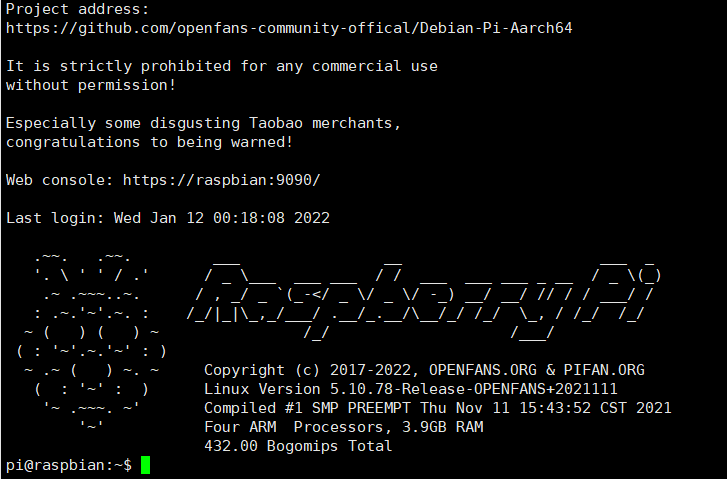 Project address:
https://github.com/openfans-community-offical/Debian-Pi-Aarch64
It is strictly prohibited for any commercial use
without permission!
Especially some disgusting Taobao merchants,
congratulations to being warned!
Web console: https://raspbian:9090/
Last login: Wed Jan 12 00:18:08 2022
Raspberry Pi
Copyright (c) 2017-2022, OPENFANS.ORG & PIFAN.ORG
Linux Version 5.10.78-Release-OPENFANS+2021111
Compiled #1 SMP PREEMPT Thu Nov 11 15:43:52 CST 2021
Four ARM  Processors, 3.9GB RAM
432.00 Bogomips Total
pi@raspbian:~$